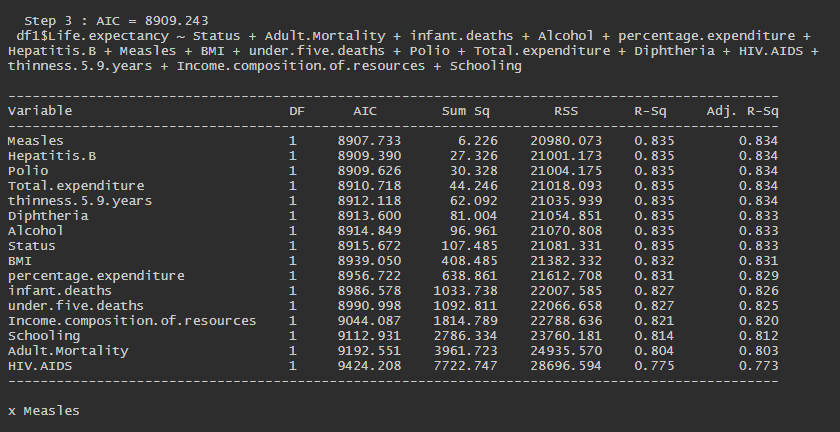 Step 3 : AIC = 8909.243
df1$Life.expectancy ~ Status + Adult.Mortality + infant.deaths + Alcohol + percentage.expenditure +
Hepatitis.B + Measles + BMI + under.five.deaths + Polio + Total.expenditure + Diphtheria + HIV.AIDS +
thinness.5.9.years + Income.composition.of.resources + Schooling
--------------------------------------------------------------------------------------------------
Variable DF AIC Sum Sq RSS R-Sq Adj. R-Sq
--------------------------------------------------------------------------------------------------
Measles 1 8907.733 6.226 20980.073 0.835 0.834
Hepatitis.B 1 8909.390 27.326 21001.173 0.835 0.834
Polio 1 8909.626 30.328 21004.175 0.835 0.834
Total.expenditure 1 8910.718 44.246 21018.093 0.835 0.834
thinness.5.9.years 1 8912.118 62.092 21035.939 0.835 0.834
Diphtheria 1 8913.600 81.004 21054.851 0.835 0.833
Alcohol 1 8914.849 96.961 21070.808 0.835 0.833
Status 1 8915.672 107.485 21081.331 0.835 0.833
BMI 1 8939.050 408.485 21382.332 0.832 0.831
percentage.expenditure 1 8956.722 638.861 21612.708 0.831 0.829
infant.deaths 1 8986.578 1033.738 22007.585 0.827 0.826
under.five.deaths 1 8990.998 1092.811 22066.658 0.827 0.825
Income.composition.of.resources 1 9044.087 1814.789 22788.636 0.821 0.820
Schooling 1 9112.931 2786.334 23760.181 0.814 0.812
Adult.Mortality 1 9192.551 3961.723 24935.570 0.804 0.803
HIV.AIDS 1 9424.208 7722.747 28696.594 0.775 0.773
--------------------------------------------------------------------------------------------------
x Measles